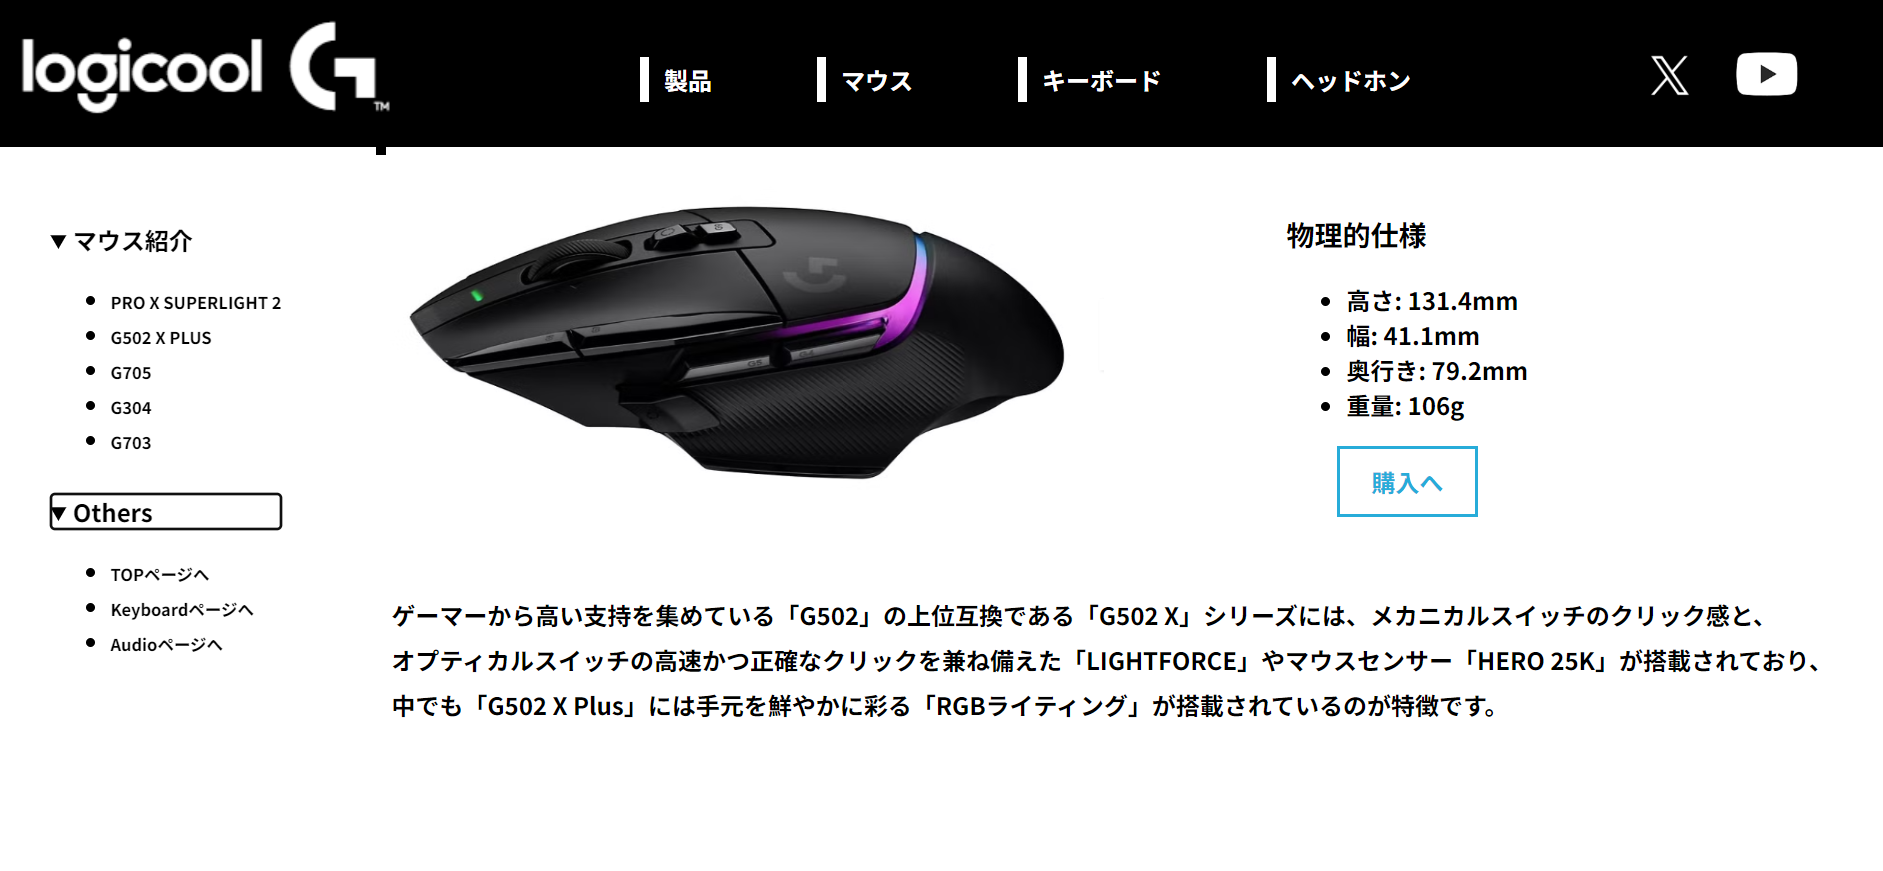 logicool G ™
製品
マウス
キーボード
ヘッドホン
▼マウス紹介
PRO X SUPERLIGHT 2
G502 X PLUS
G705
G304
G703
▼Others
TOPページへ
Keyboardページへ
Audioページへ
G5
G4
物理的仕様
高さ: 131.4mm
幅: 41.1mm
奥行き: 79.2mm
重量: 106g
購入へ
ゲーマーから高い支持を集めている「G502」の上位互換である「G502 X」シリーズには、メカニカルスイッチのクリック感と、
オプティカルスイッチの高速かつ正確なクリックを兼ね備えた「LIGHTFORCE」やマウスセンサー「HERO 25K」が搭載されており、
中でも「G502 X Plus」には手元を鮮やかに彩る「RGBライティング」が搭載されているのが特徴です。